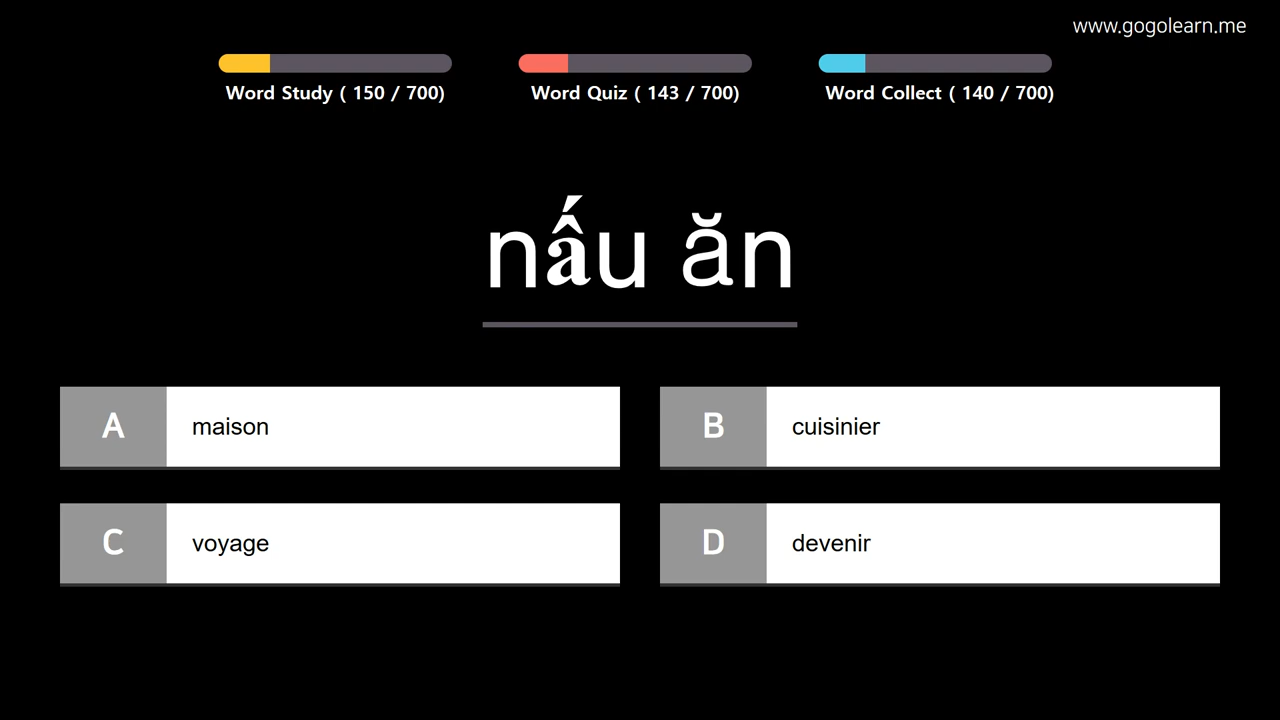 www.gogolearn.me
Word Study ( 150 / 700)
Word Quiz ( 143 / 700)
Word Collect ( 140 / 700)
nấu ăn
A maison
B cuisinier
C voyage
D devenir